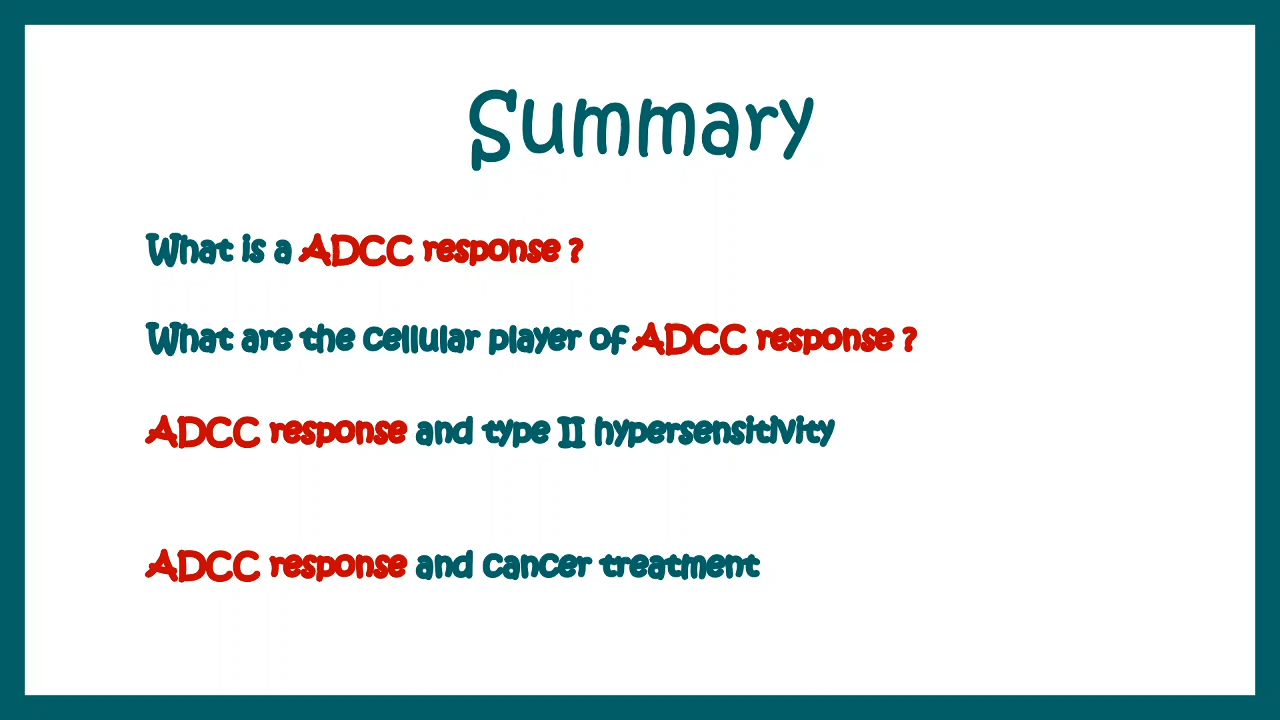 Summary
What is a ADCC response ?
What are the cellular player of ADCC response ?
ADCC response and type II hypersensitivity
ADCC response and cancer treatment